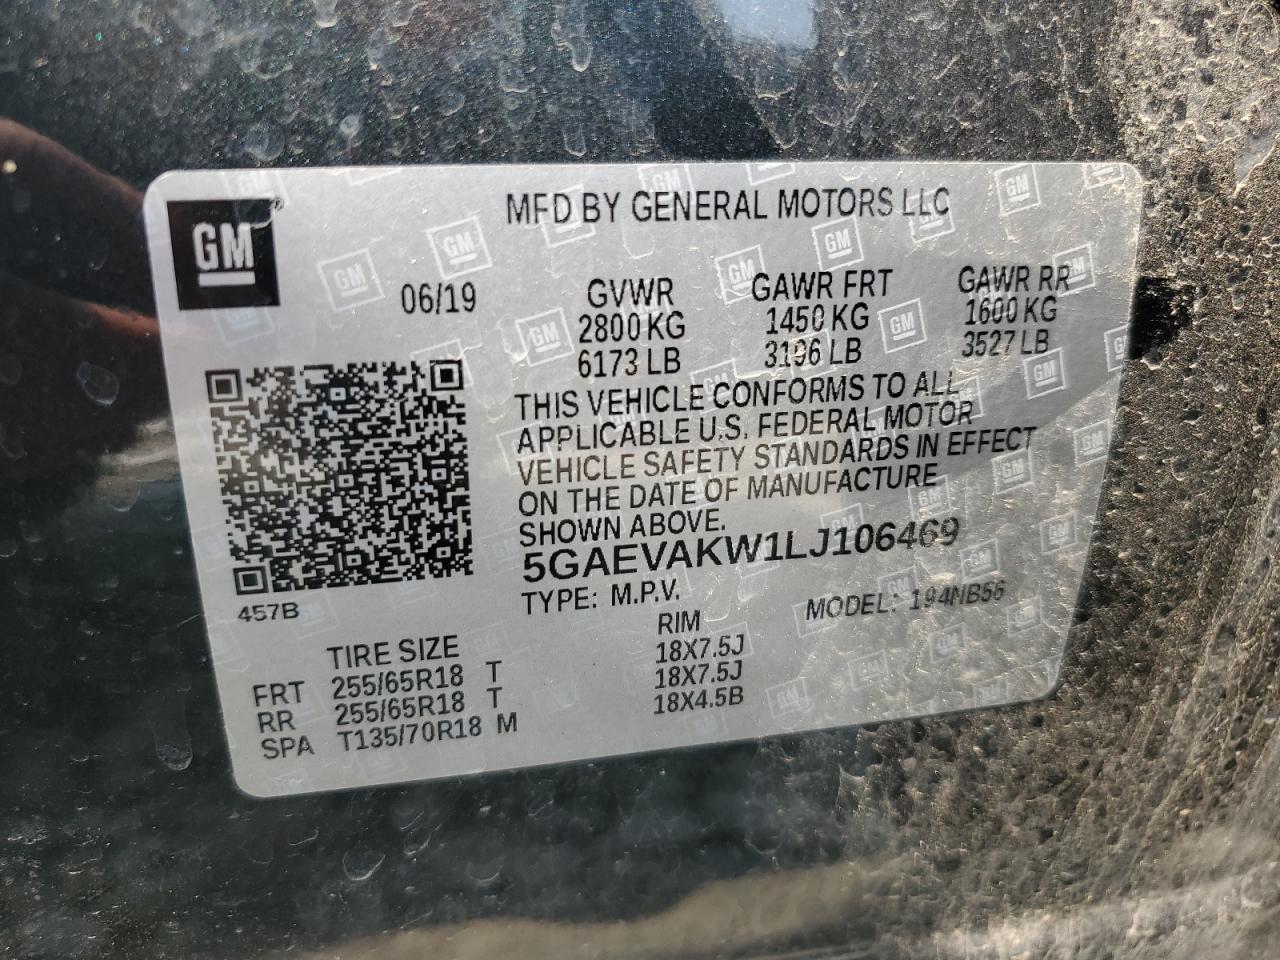 MFD BY GENERAL MOTORS LLC
GM
06/19
GVWR GAWR FRT GAWR RR
2800 KG 1450 KG 1600 KG
6173 LB 3196 LB 3527 LB
THIS VEHICLE CONFORMS TO ALL
APPLICABLE U.S. FEDERAL MOTOR
VEHICLE SAFETY STANDARDS IN EFFECT
ON THE DATE OF MANUFACTURE
SHOWN ABOVE.
5GAEVAKW1LJ106469
TYPE: M.P.V. MODEL: 194NB56
457B
TIRE SIZE RIM
FRT 255/65R18 T 18X7.5J
RR 255/65R18 T 18X7.5J
SPA T135/70R18 M 18X4.5B